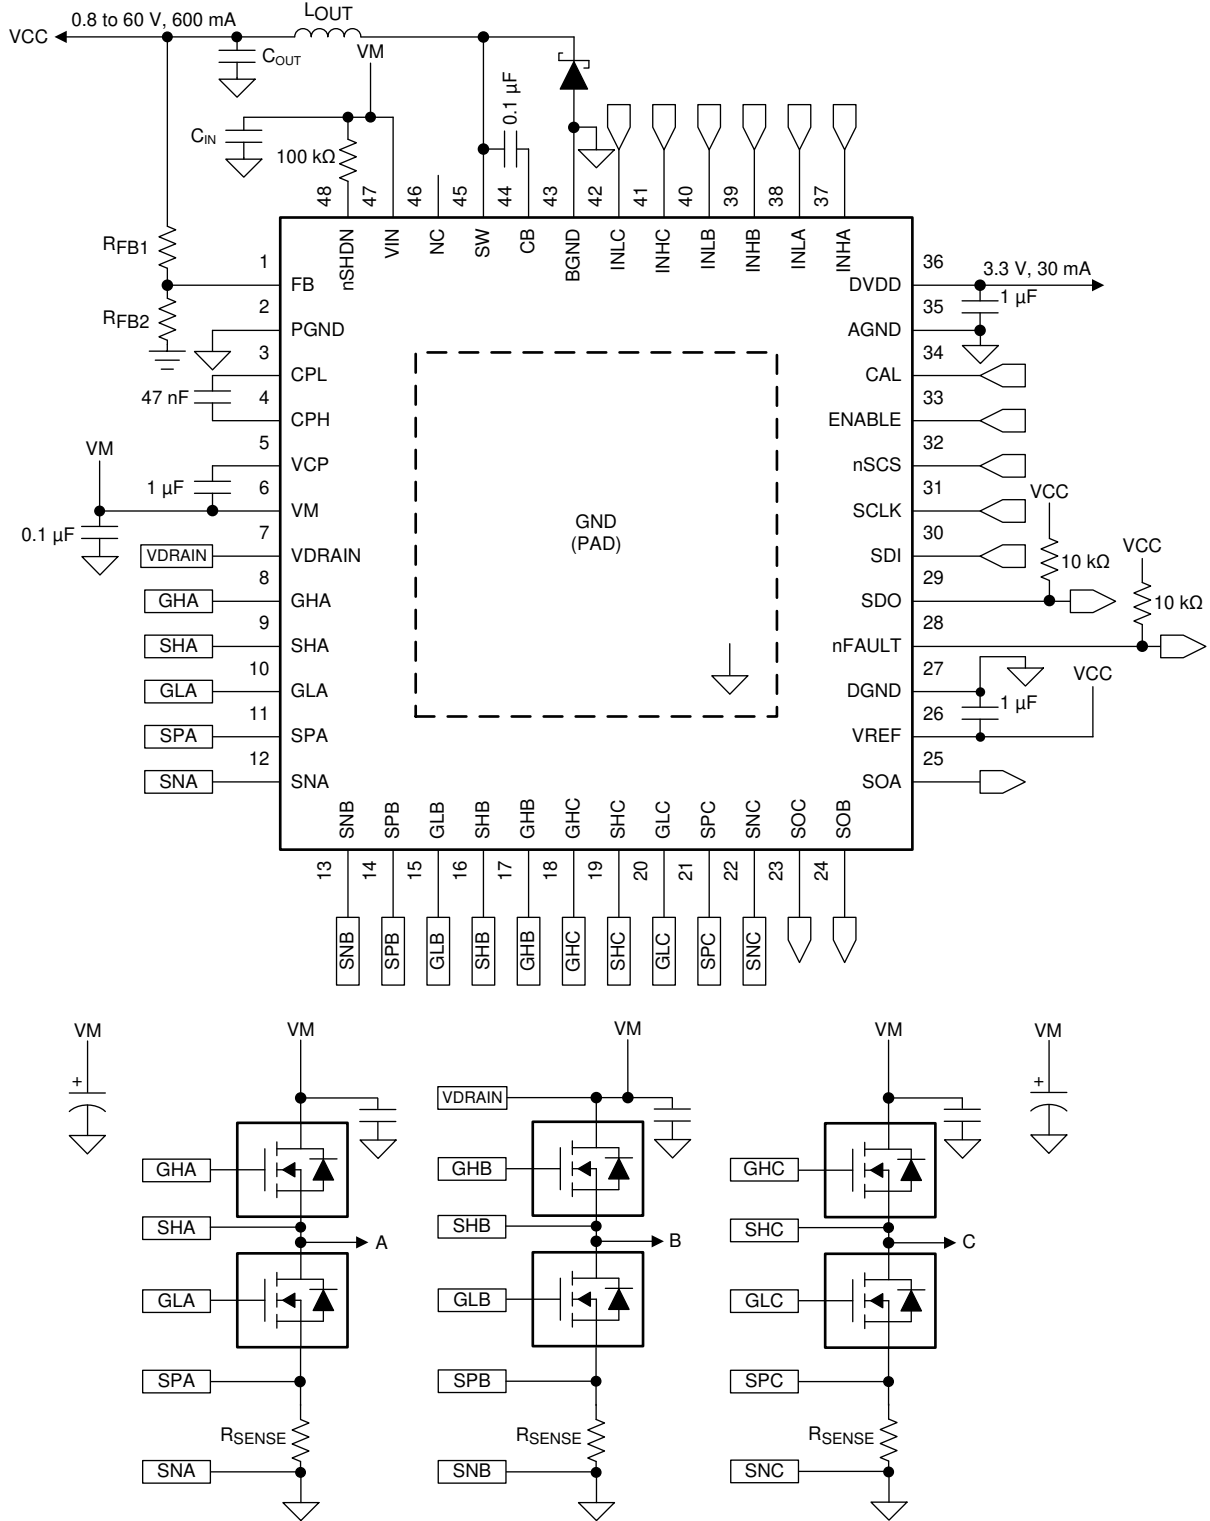 0.8 to 60 V, 600 mA
LOUT
VCC
COUT
VM
CIN
100 kΩ
0.1 µF
48
47
46
45
44
43
42
41
40
39
38
37
nSHDN
VIN
NC
SW
CB
BGND
INLC
INHC
INLB
INHB
INLA
INHA
RFB1
RFB2
1
FB
2
PGND
3
CPL
47 nF
4
CPH
5
VCP
VM
1 µF
6
VM
0.1 µF
7
VDRAIN
VDRAIN
8
GHA
GHA
9
SHA
SHA
10
GLA
GLA
11
SPA
SPA
12
SNA
SNA
GND
(PAD)
36
DVDD
3.3 V, 30 mA
1 µF
35
AGND
34
CAL
33
ENABLE
32
nSCS
31
SCLK
VCC
30
SDI
10 kΩ
VCC
29
SDO
10 kΩ
28
nFAULT
27
DGND
VCC
1 µF
26
VREF
25
SOA
SNB
SPB
GLB
SHB
GHB
GHC
SHC
GLC
SPC
SNC
SOC
SOB
13
14
15
16
17
18
19
20
21
22
23
24
SNB
SPB
GLB
SHB
GHB
GHC
SHC
GLC
SPC
SNC
VM
+
VM
GHA
SHA
A
GLA
SPA
RSENSE
SNA
VM
VDRAIN
GHB
SHB
B
GLB
SPB
RSENSE
SNB
VM
GHC
SHC
C
GLC
SPC
RSENSE
SNC
VM
+